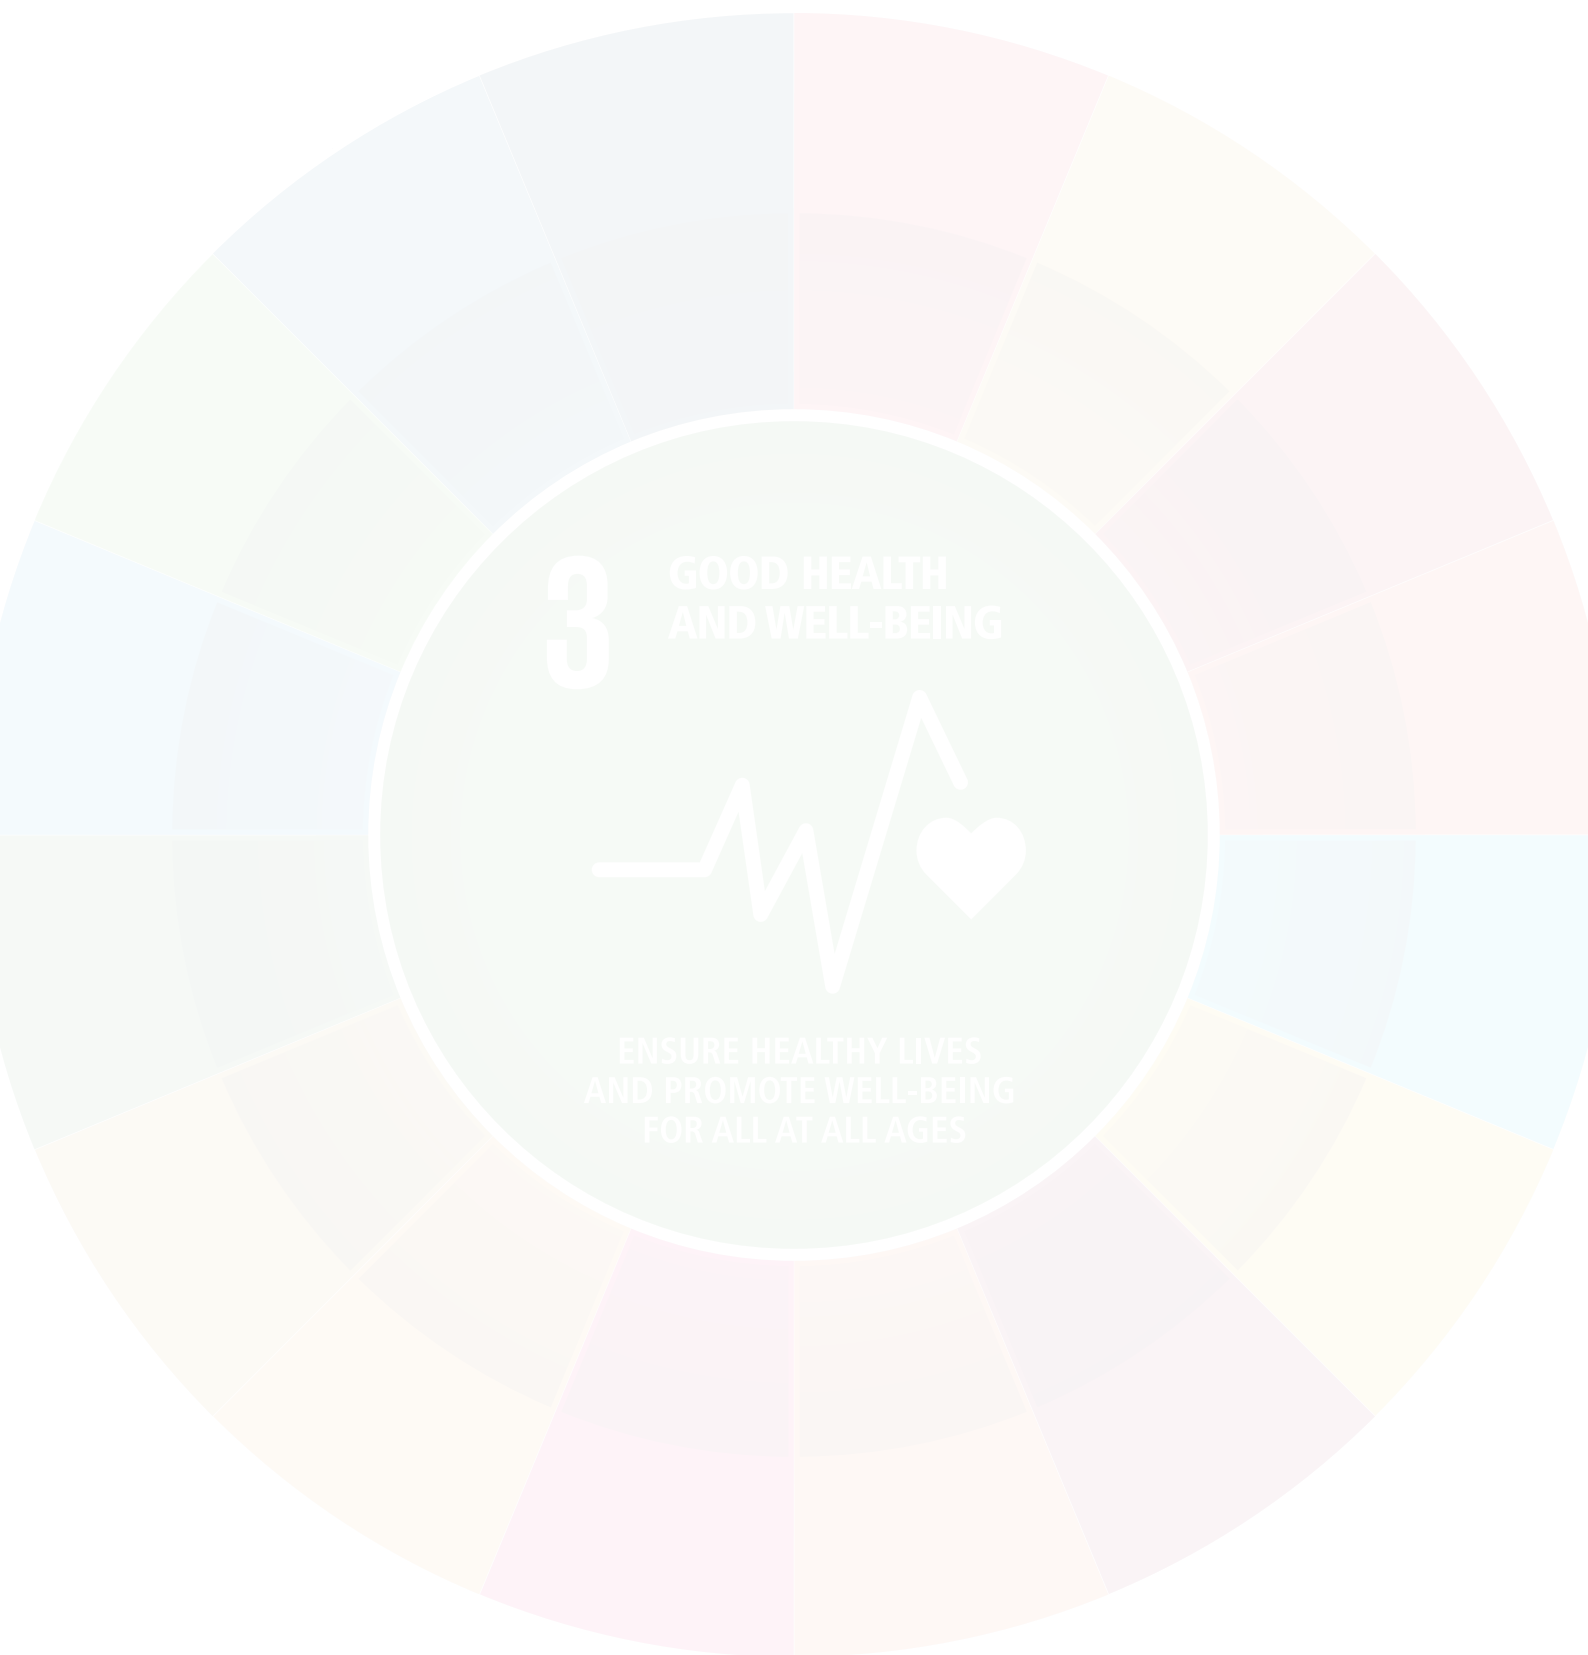 3
GOOD HEALTH
AND WELL-BEING
ENSURE HEALTHY LIVES
AND PROMOTE WELL-BEING
FOR ALL AT ALL AGES